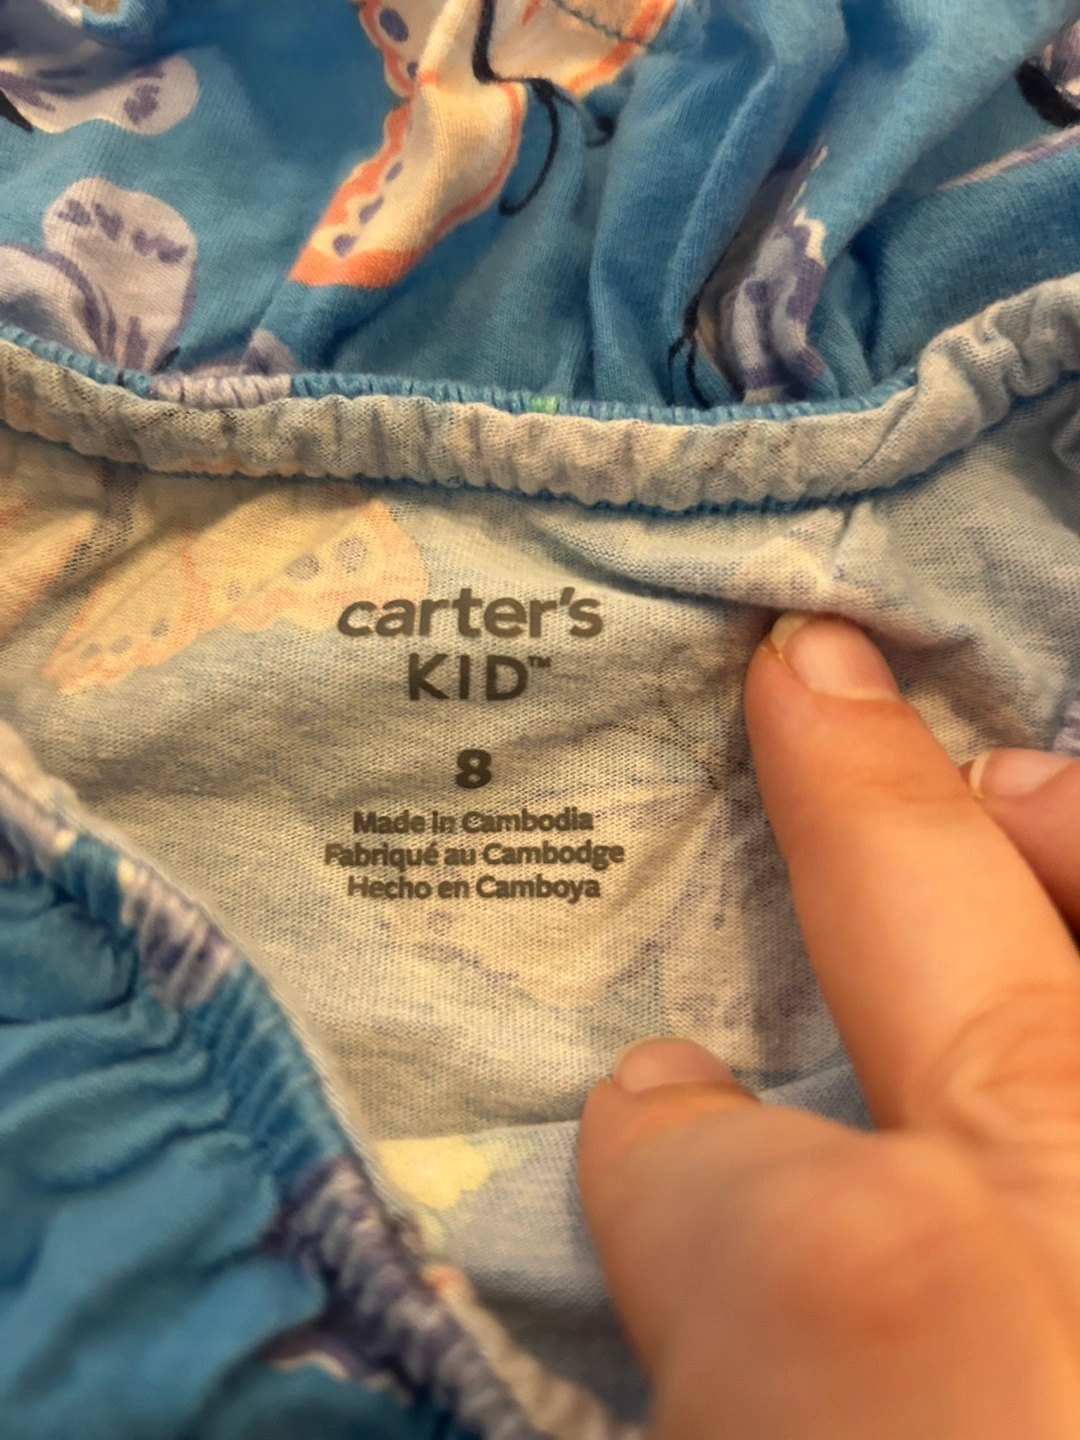 carter's
KID™
8
Made in Cambodia
Fabriqué au Cambodge
Hecho en Camboya